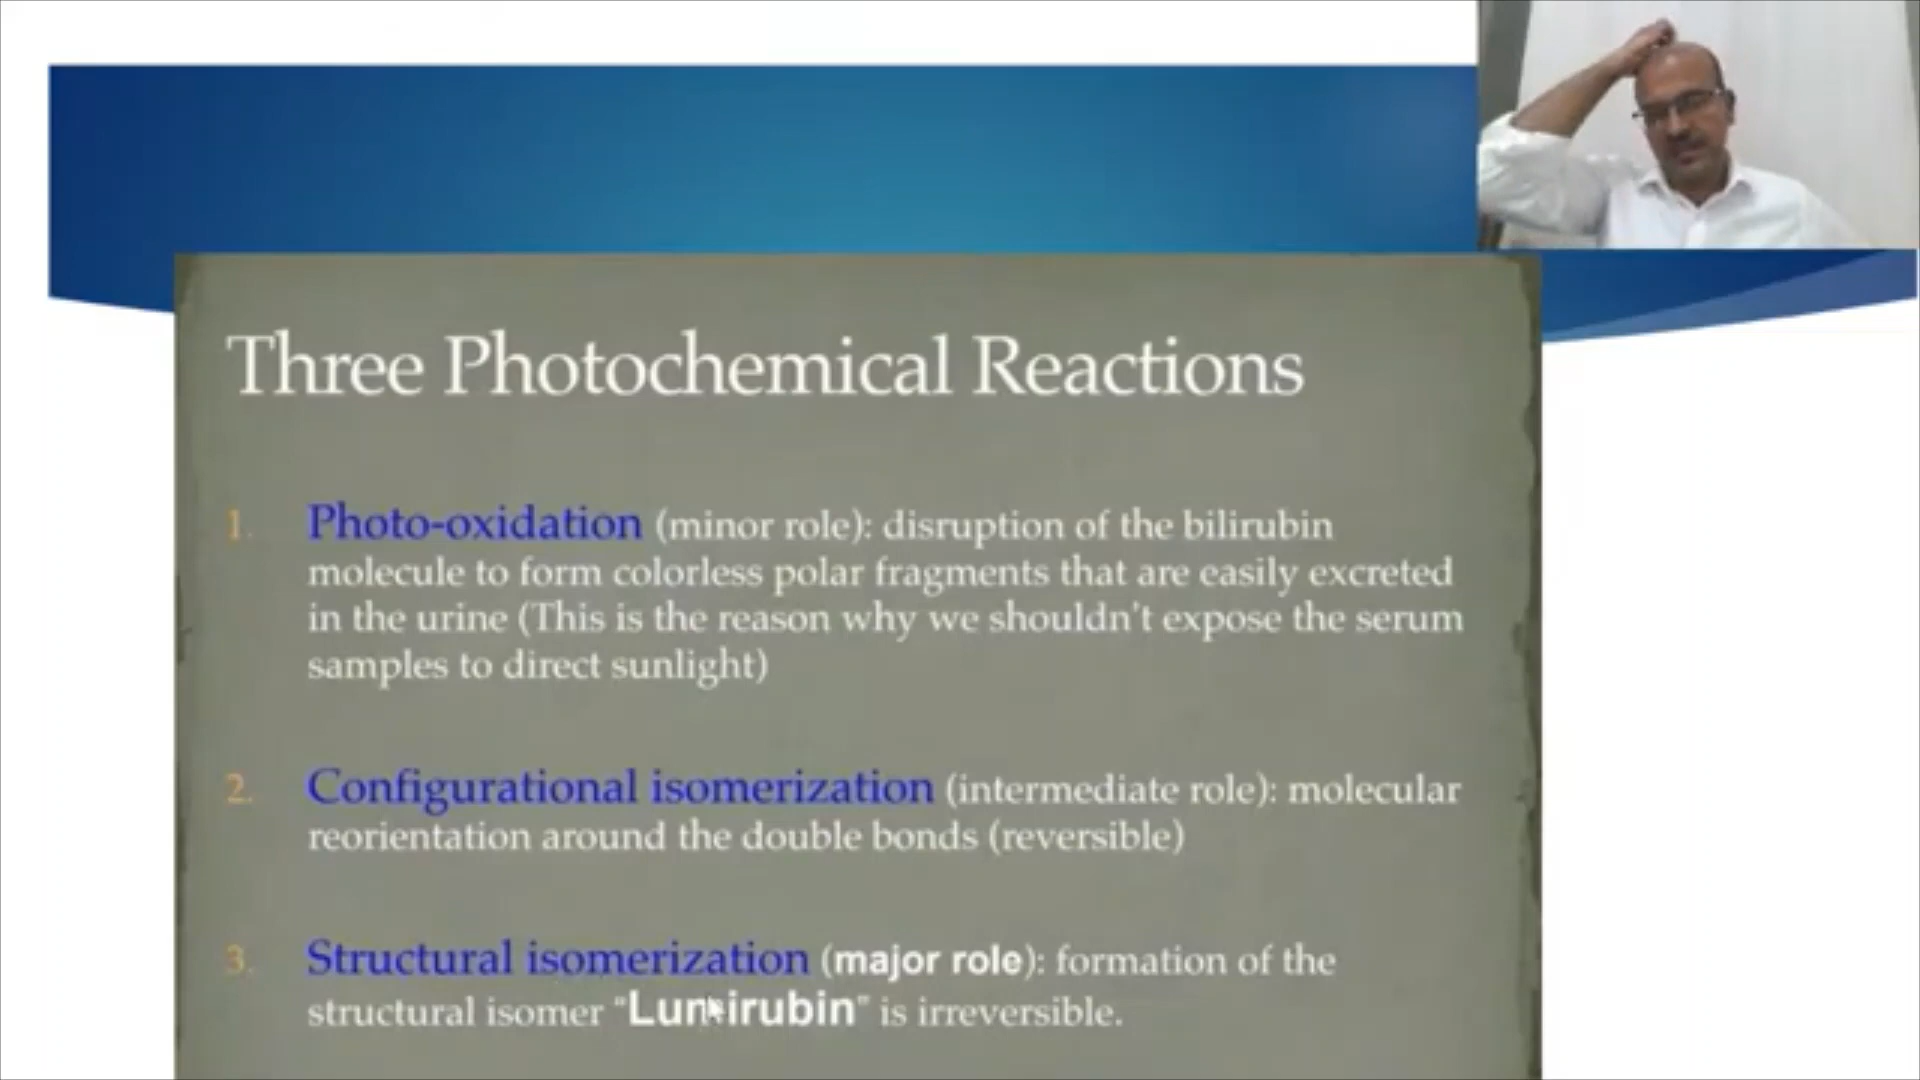 Three Photochemical Reactions
1. Photo-oxidation (minor role): disruption of the bilirubin
molecule to form colorless polar fragments that are easily excreted
in the urine (This is the reason why we shouldn't expose the serum
samples to direct sunlight)
2. Configurational isomerization (intermediate role): molecular
reorientation around the double bonds (reversible)
3. Structural isomerization (major role): formation of the
structural isomer “Lumirubin” is irreversible.